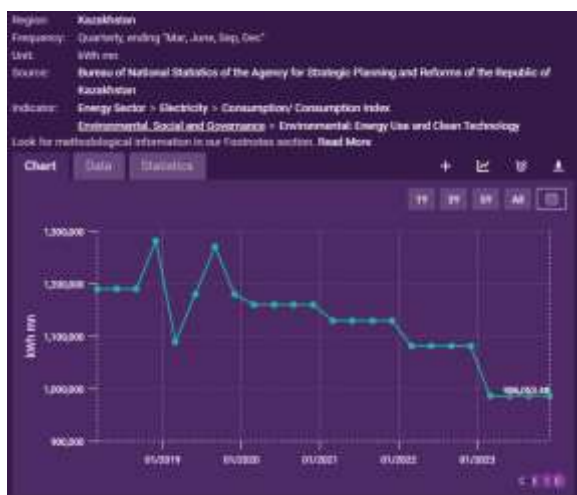 Region: Kazakhstan
Frequency: Quarterly, ending "Mar, June, Sep, Dec"
Unit: kWh mn
Source: Bureau of National Statistics of the Agency for Strategic Planning and Reforms of the Republic of
Kazakhstan
Indicator: Energy Sector > Electricity > Consumption/ Consumption Index
Environmental, Social and Governance > Environmental: Energy Use and Clean Technology
Look for methodological information in our Footnotes section. Read More
Chart Data Statistics
1Y 3Y 5Y All
1,300,000
1,200,000
1,100,000
1,000,000
900,000
kWh mn
01/2019 01/2020 01/2021 01/2022 01/2023
C E I C